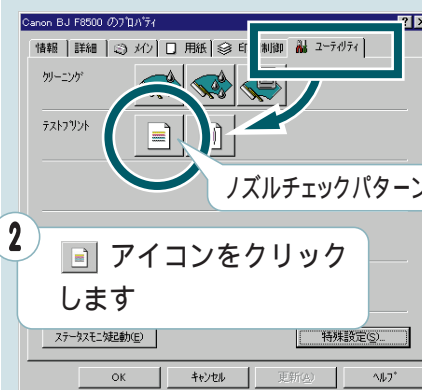 Canon BJ F8500 のﾌﾟﾛﾊﾟﾃｨ
情報 詳細 ﾒｲﾝ 用紙 制御 ﾕｰﾃｨﾘﾃｨ
ｸﾘｰﾆﾝｸﾞ
ﾃｽﾄﾌﾟﾘﾝﾄ
ノズルチェックパターン
2
アイコンをクリック
します
ｽﾃｰﾀｽﾓﾆﾀ起動(E) 特殊設定(S)...
OK ｷｬﾝｾﾙ 更新(A) ﾍﾙﾌﾟ